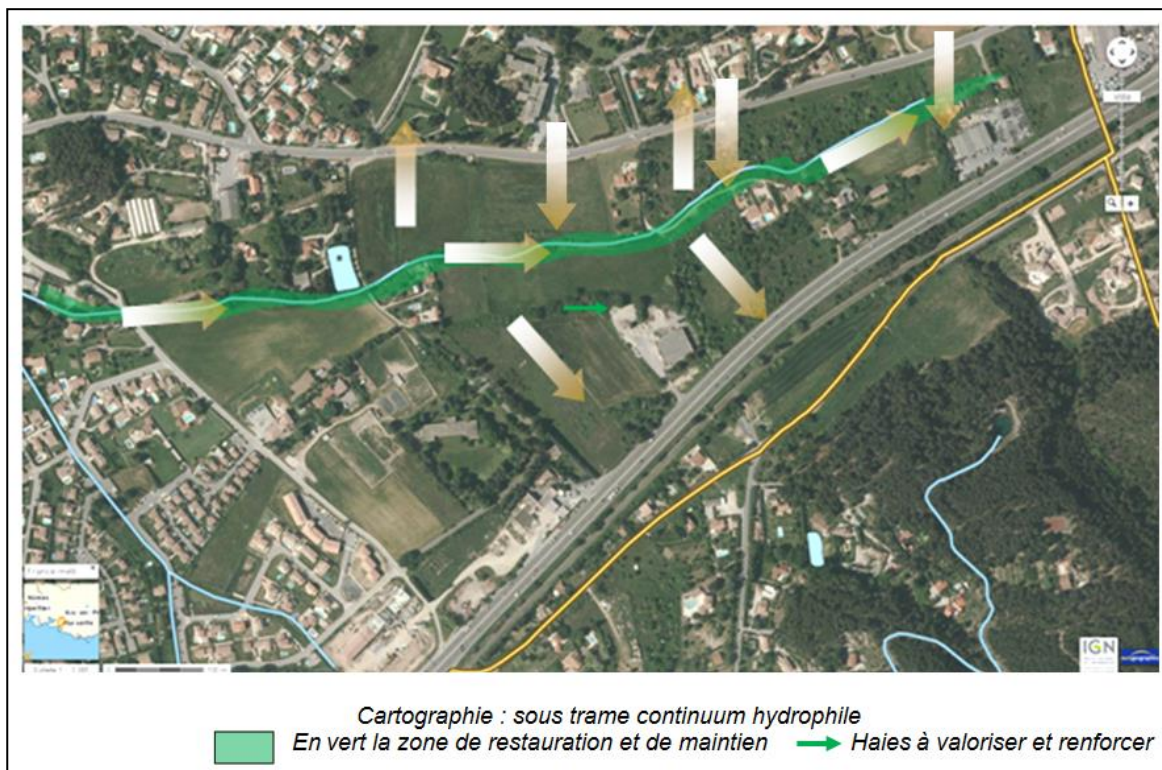 IGN
Cartographie : sous trame continuum hydrophile
En vert la zone de restauration et de maintien
Haies à valoriser et renforcer